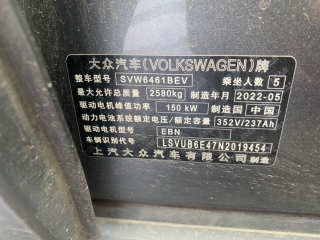 大众汽车(VOLKSWAGEN)牌
整车型号 SVW6461BEV 乘坐人数 5
最大允许总质量 2580kg 制造年月 2022-05
驱动电机峰值功率 150 kW 制造国 中国
动力电池系统额定电压/额定容量 352V/237Ah
驱动电机型号 EBN
车辆识别代号 LSVUB6E47N2019454
上汽大众汽车有限公司制造